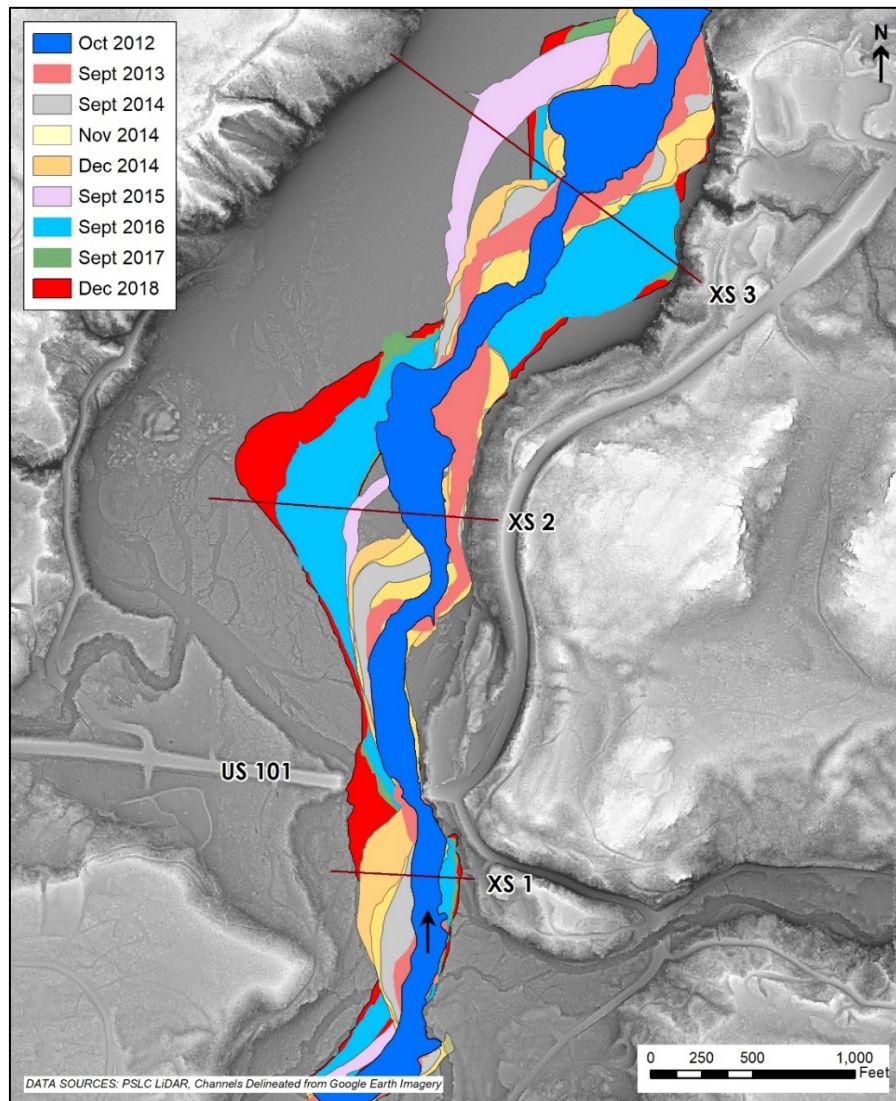 Oct 2012
Sept 2013
Sept 2014
Nov 2014
Dec 2014
Sept 2015
Sept 2016
Sept 2017
Dec 2018
N
XS 3
XS 2
US 101
XS 1
0 250 500 1,000
Feet
DATA SOURCES: PSLC LiDAR, Channels Delineated from Google Earth Imagery